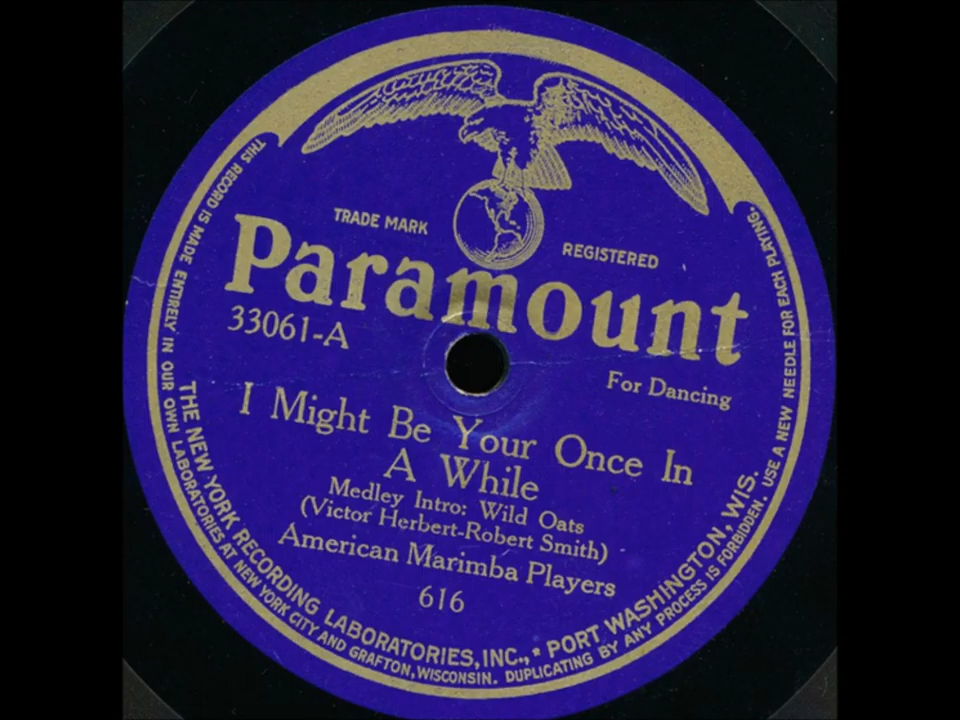 TRADE MARK
REGISTERED
Paramount
33061-A
For Dancing
I Might Be Your Once In
A While
Medley Intro: Wild Oats
(Victor Herbert-Robert Smith)
American Marimba Players
616
THE NEW YORK RECORDING LABORATORIES, INC., * PORT WASHINGTON, WIS.
THIS RECORD IS MADE ENTIRELY IN OUR OWN LABORATORIES AT NEW YORK CITY AND GRAFTON, WISCONSIN. DUPLICATING BY ANY PROCESS IS FORBIDDEN. USE A NEW NEEDLE FOR EACH PLAYING.